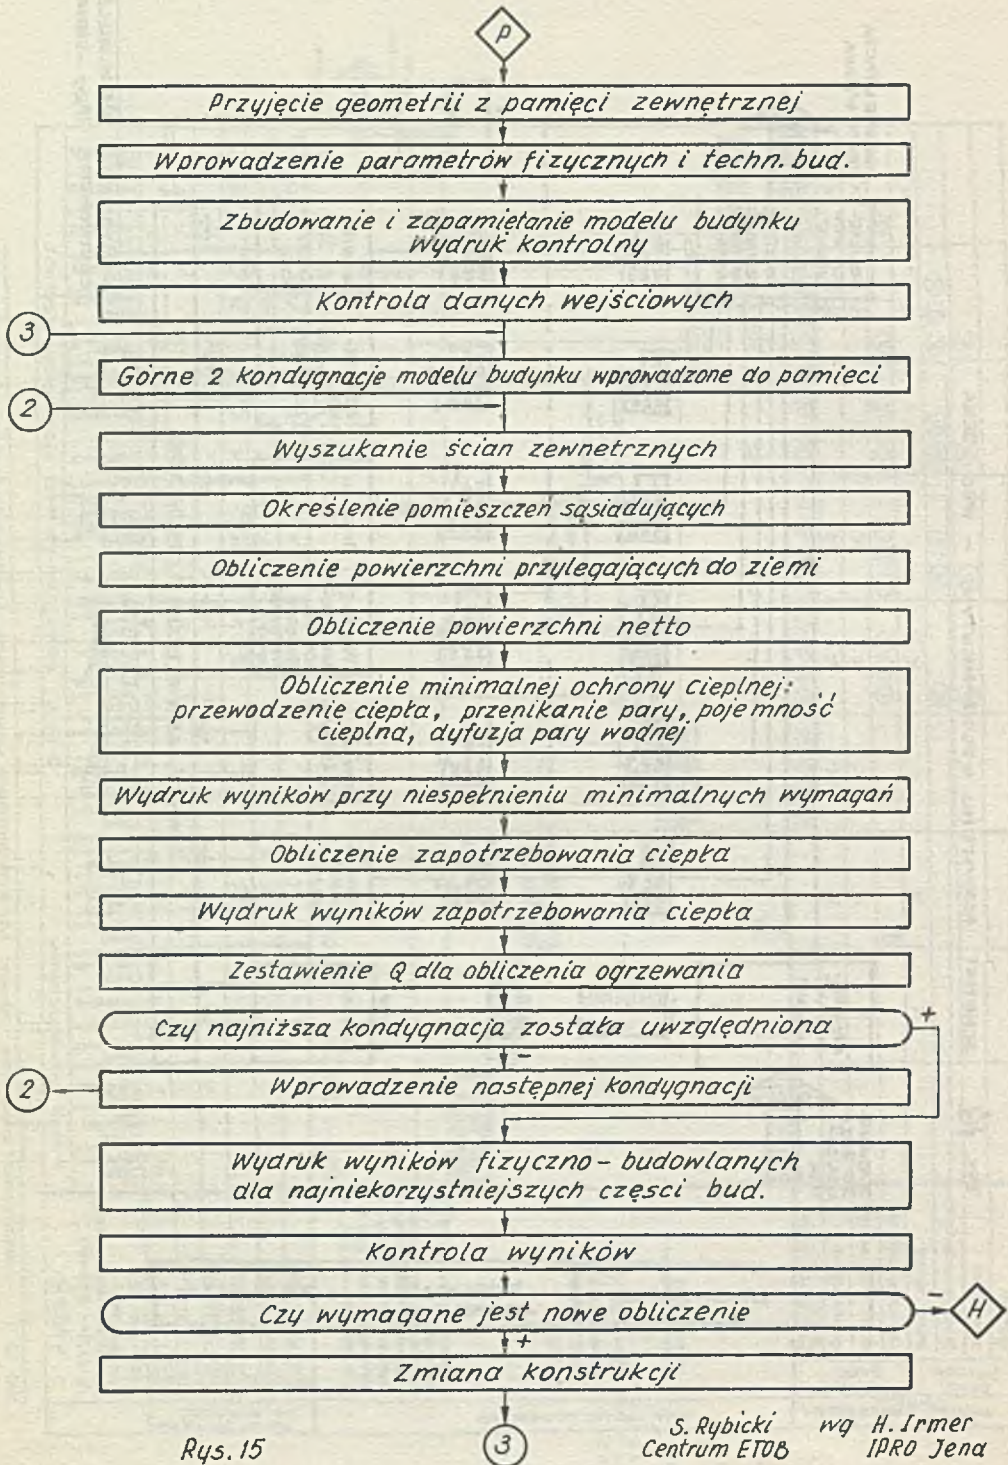 P
Przyjęcie geometrii z pamięci zewnętrznej
Wprowadzenie parametrów fizycznych i techn. bud.
Zbudowanie i zapamiętanie modelu budynku
Wydruk kontrolny
Kontrola danych wejściowych
3
Górne 2 kondygnacje modelu budynku wprowadzone do pamieci
2
Wyszukanie ścian zewnetrznych
Określenie pomieszczeń sąsiadujących
Obliczenie powierzchni przylegających do ziemi
Obliczenie powierzchni netto
Obliczenie minimalnej ochrony cieplnej:
przewodzenie ciepła, przenikanie pary, pojemność
cieplna, dyfuzja pary wodnej
Wydruk wyników przy niespełnieniu minimalnych wymagań
Obliczenie zapotrzebowania ciepła
Wydruk wyników zapotrzebowania ciepła
Zestawienie Q dla obliczenia ogrzewania
Czy najniższa kondygnacja została uwzględniona
+
-
2
Wprowadzenie następnej kondygnacji
Wydruk wyników fizyczno - budowlanych
dla najniekorzystniejszych częsci bud.
Kontrola wyników
Czy wymagane jest nowe obliczenie
-
H
+
Zmiana konstrukcji
3
Rys. 15
S. Rybicki wg H. Irmer
Centrum ETOB IPRO Jena